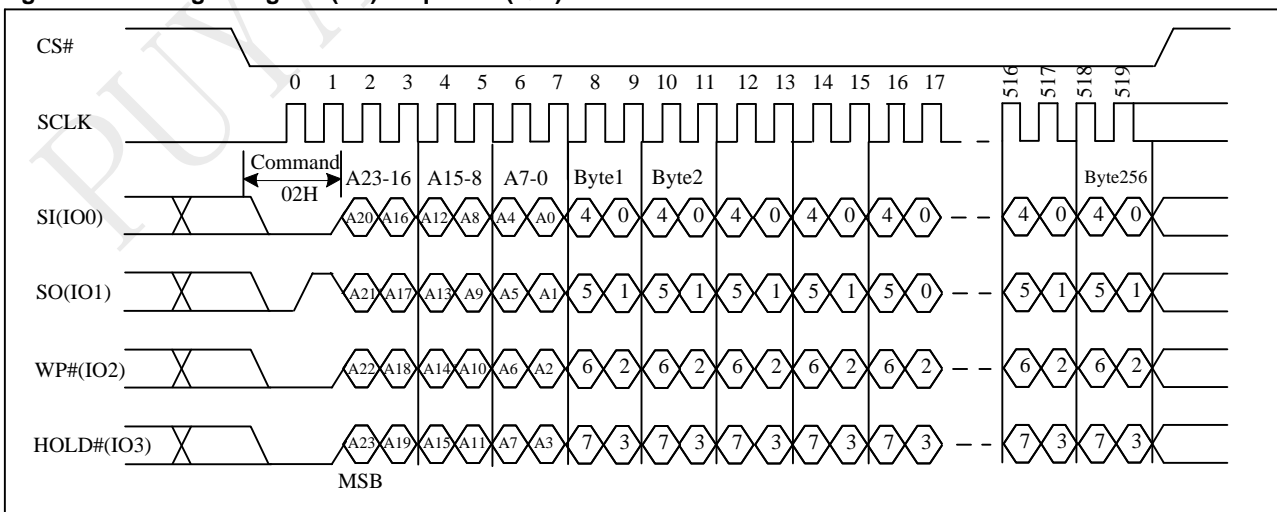 PUYA
CS#
0 1 2 3 4 5 6 7 8 9 10 11 12 13 14 15 16 17 516 517 518 519
SCLK
Command
02H
A23-16 A15-8 A7-0 Byte1 Byte2 Byte256
SI(IO0) A20 A16 A12 A8 A4 A0 4 0 4 0 4 0 4 0 4 0 4 0 4 0
SO(IO1) A21 A17 A13 A9 A5 A1 5 1 5 1 5 1 5 1 5 0 5 1 5 1
WP#(IO2) A22 A18 A14 A10 A6 A2 6 2 6 2 6 2 6 2 6 2 6 2 6 2
HOLD#(IO3) A23 A19 A15 A11 A7 A3 7 3 7 3 7 3 7 3 7 3 7 3 7 3
MSB